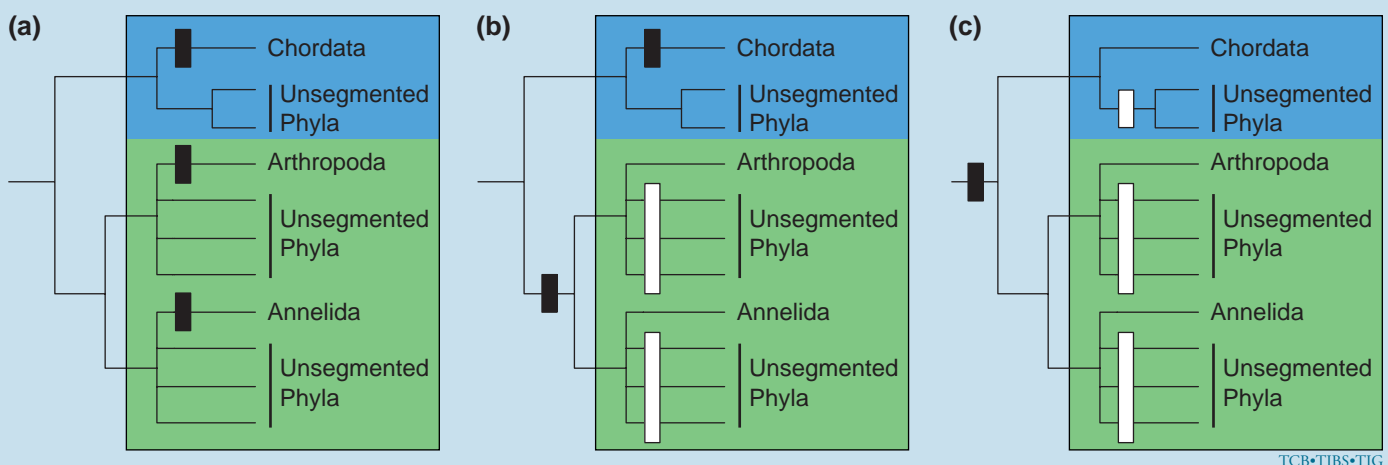 (a)
Chordata
Unsegmented
Phyla
Arthropoda
Unsegmented
Phyla
Annelida
Unsegmented
Phyla
(b)
Chordata
Unsegmented
Phyla
Arthropoda
Unsegmented
Phyla
Annelida
Unsegmented
Phyla
(c)
Chordata
Unsegmented
Phyla
Arthropoda
Unsegmented
Phyla
Annelida
Unsegmented
Phyla
TCB•TIBS•TIG